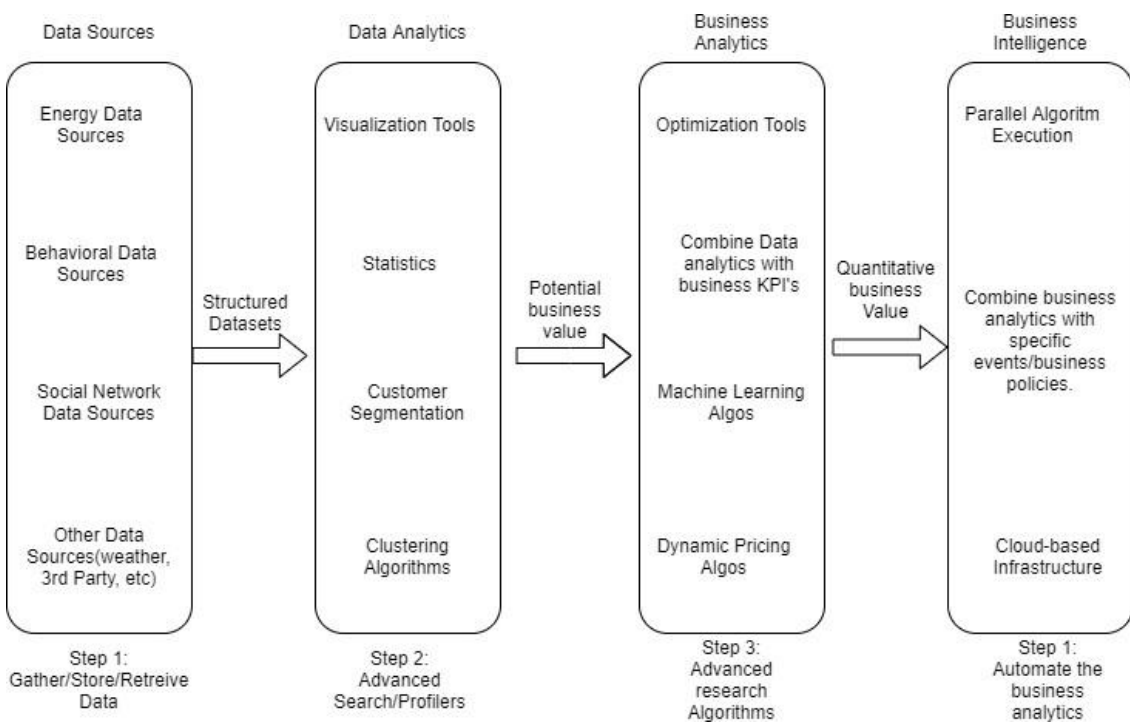 Data Sources
Energy Data
Sources
Behavioral Data
Sources
Social Network
Data Sources
Other Data
Sources(weather,
3rd Party, etc)
Step 1:
Gather/Store/Retreive
Data
Structured
Datasets
Data Analytics
Visualization Tools
Statistics
Customer
Segmentation
Clustering
Algorithms
Step 2:
Advanced
Search/Profilers
Potential
business
value
Business
Analytics
Optimization Tools
Combine Data
analytics with
business KPI's
Machine Learning
Algos
Dynamic Pricing
Algos
Step 3:
Advanced
research
Algorithms
Quantitative
business
Value
Business
Intelligence
Parallel Algoritm
Execution
Combine business
analytics with
specific
events/business
policies.
Cloud-based
Infrastructure
Step 1:
Automate the
business
analytics